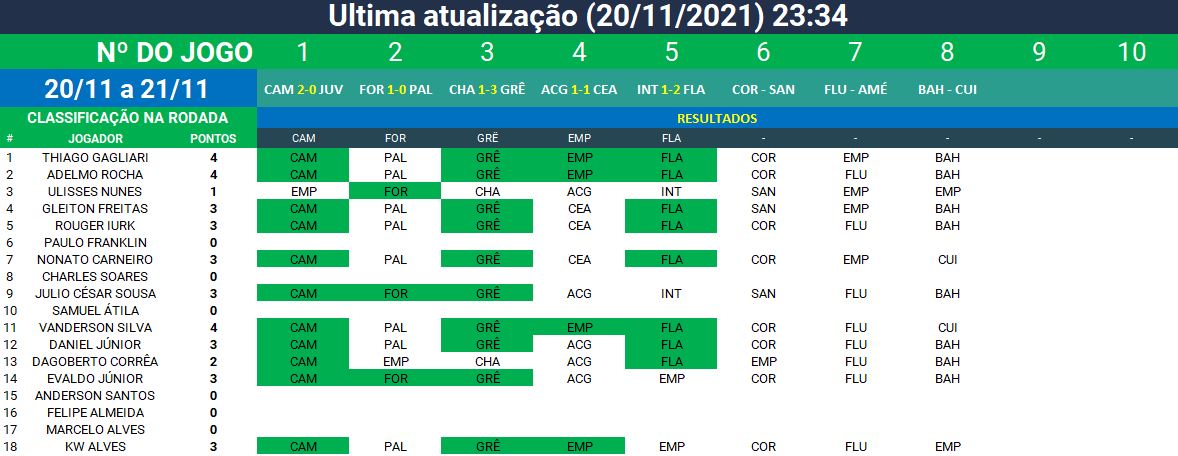 Ultima atualização (20/11/2021) 23:34
Nº DO JOGO 1 2 3 4 5 6 7 8 9 10
20/11 a 21/11 CAM 2-0 JUV FOR 1-0 PAL CHA 1-3 GRÊ ACG 1-1 CEA INT 1-2 FLA COR - SAN FLU - AMÉ BAH - CUI
CLASSIFICAÇÃO NA RODADA RESULTADOS
# JOGADOR PONTOS CAM FOR GRÊ EMP FLA - - - - -
1 THIAGO GAGLIARI 4 CAM PAL GRÊ EMP FLA COR EMP BAH
2 ADELMO ROCHA 4 CAM PAL GRÊ EMP FLA COR FLU BAH
3 ULISSES NUNES 1 EMP FOR CHA ACG INT SAN EMP EMP
4 GLEITON FREITAS 3 CAM PAL GRÊ CEA FLA SAN EMP BAH
5 ROUGER IURK 3 CAM PAL GRÊ CEA FLA COR FLU BAH
6 PAULO FRANKLIN 0
7 NONATO CARNEIRO 3 CAM PAL GRÊ CEA FLA COR EMP CUI
8 CHARLES SOARES 0
9 JULIO CÉSAR SOUSA 3 CAM FOR GRÊ ACG INT SAN FLU BAH
10 SAMUEL ÁTILA 0
11 VANDERSON SILVA 4 CAM PAL GRÊ EMP FLA COR FLU CUI
12 DANIEL JÚNIOR 3 CAM PAL GRÊ ACG FLA COR FLU BAH
13 DAGOBERTO CORRÊA 2 CAM EMP CHA ACG FLA EMP FLU BAH
14 EVALDO JÚNIOR 3 CAM FOR GRÊ ACG EMP COR FLU BAH
15 ANDERSON SANTOS 0
16 FELIPE ALMEIDA 0
17 MARCELO ALVES 0
18 KW ALVES 3 CAM PAL GRÊ EMP EMP COR FLU EMP